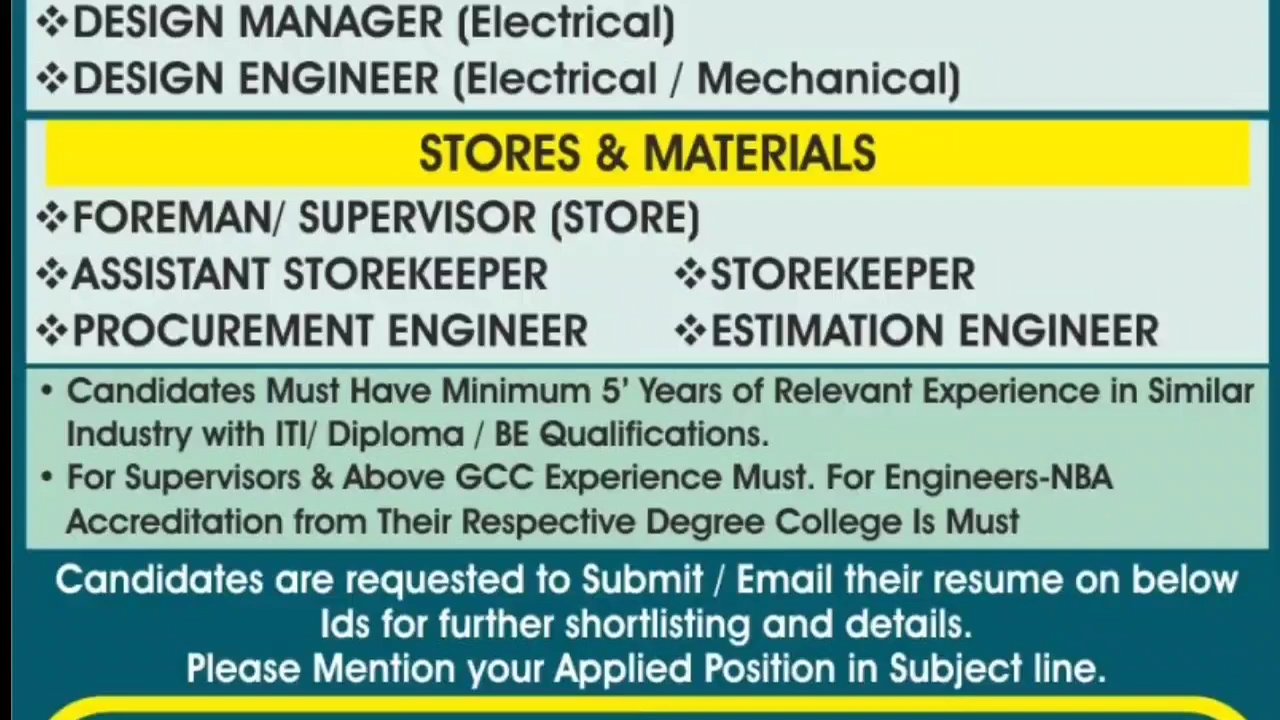 ❖DESIGN MANAGER (Electrical)
❖DESIGN ENGINEER (Electrical / Mechanical)
STORES & MATERIALS
❖FOREMAN/ SUPERVISOR (STORE)
❖ASSISTANT STOREKEEPER ❖STOREKEEPER
❖PROCUREMENT ENGINEER ❖ESTIMATION ENGINEER
• Candidates Must Have Minimum 5' Years of Relevant Experience in Similar
Industry with ITI/ Diploma / BE Qualifications.
• For Supervisors & Above GCC Experience Must. For Engineers-NBA
Accreditation from Their Respective Degree College Is Must
Candidates are requested to Submit / Email their resume on below
Ids for further shortlisting and details.
Please Mention your Applied Position in Subject line.